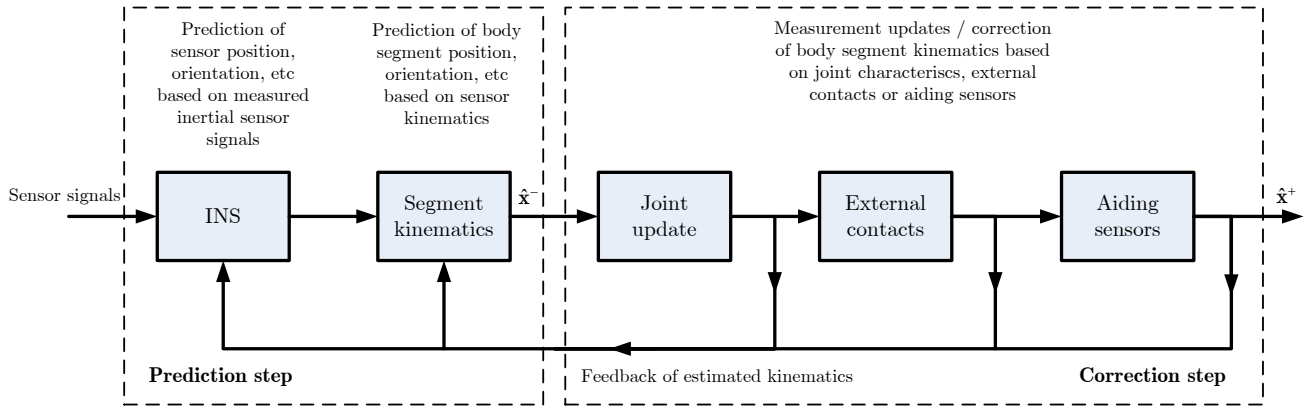 Prediction of
sensor position,
orientation, etc
based on measured
inertial sensor
signals
Prediction of body
segment position,
orientation, etc
based on sensor
kinematics
Measurement updates / correction
of body segment kinematics based
on joint characteriscs, external
contacts or aiding sensors
Sensor signals
INS
Segment
kinematics
x̂⁻
Joint
update
External
contacts
Aiding
sensors
x̂⁺
Prediction step
Feedback of estimated kinematics
Correction step